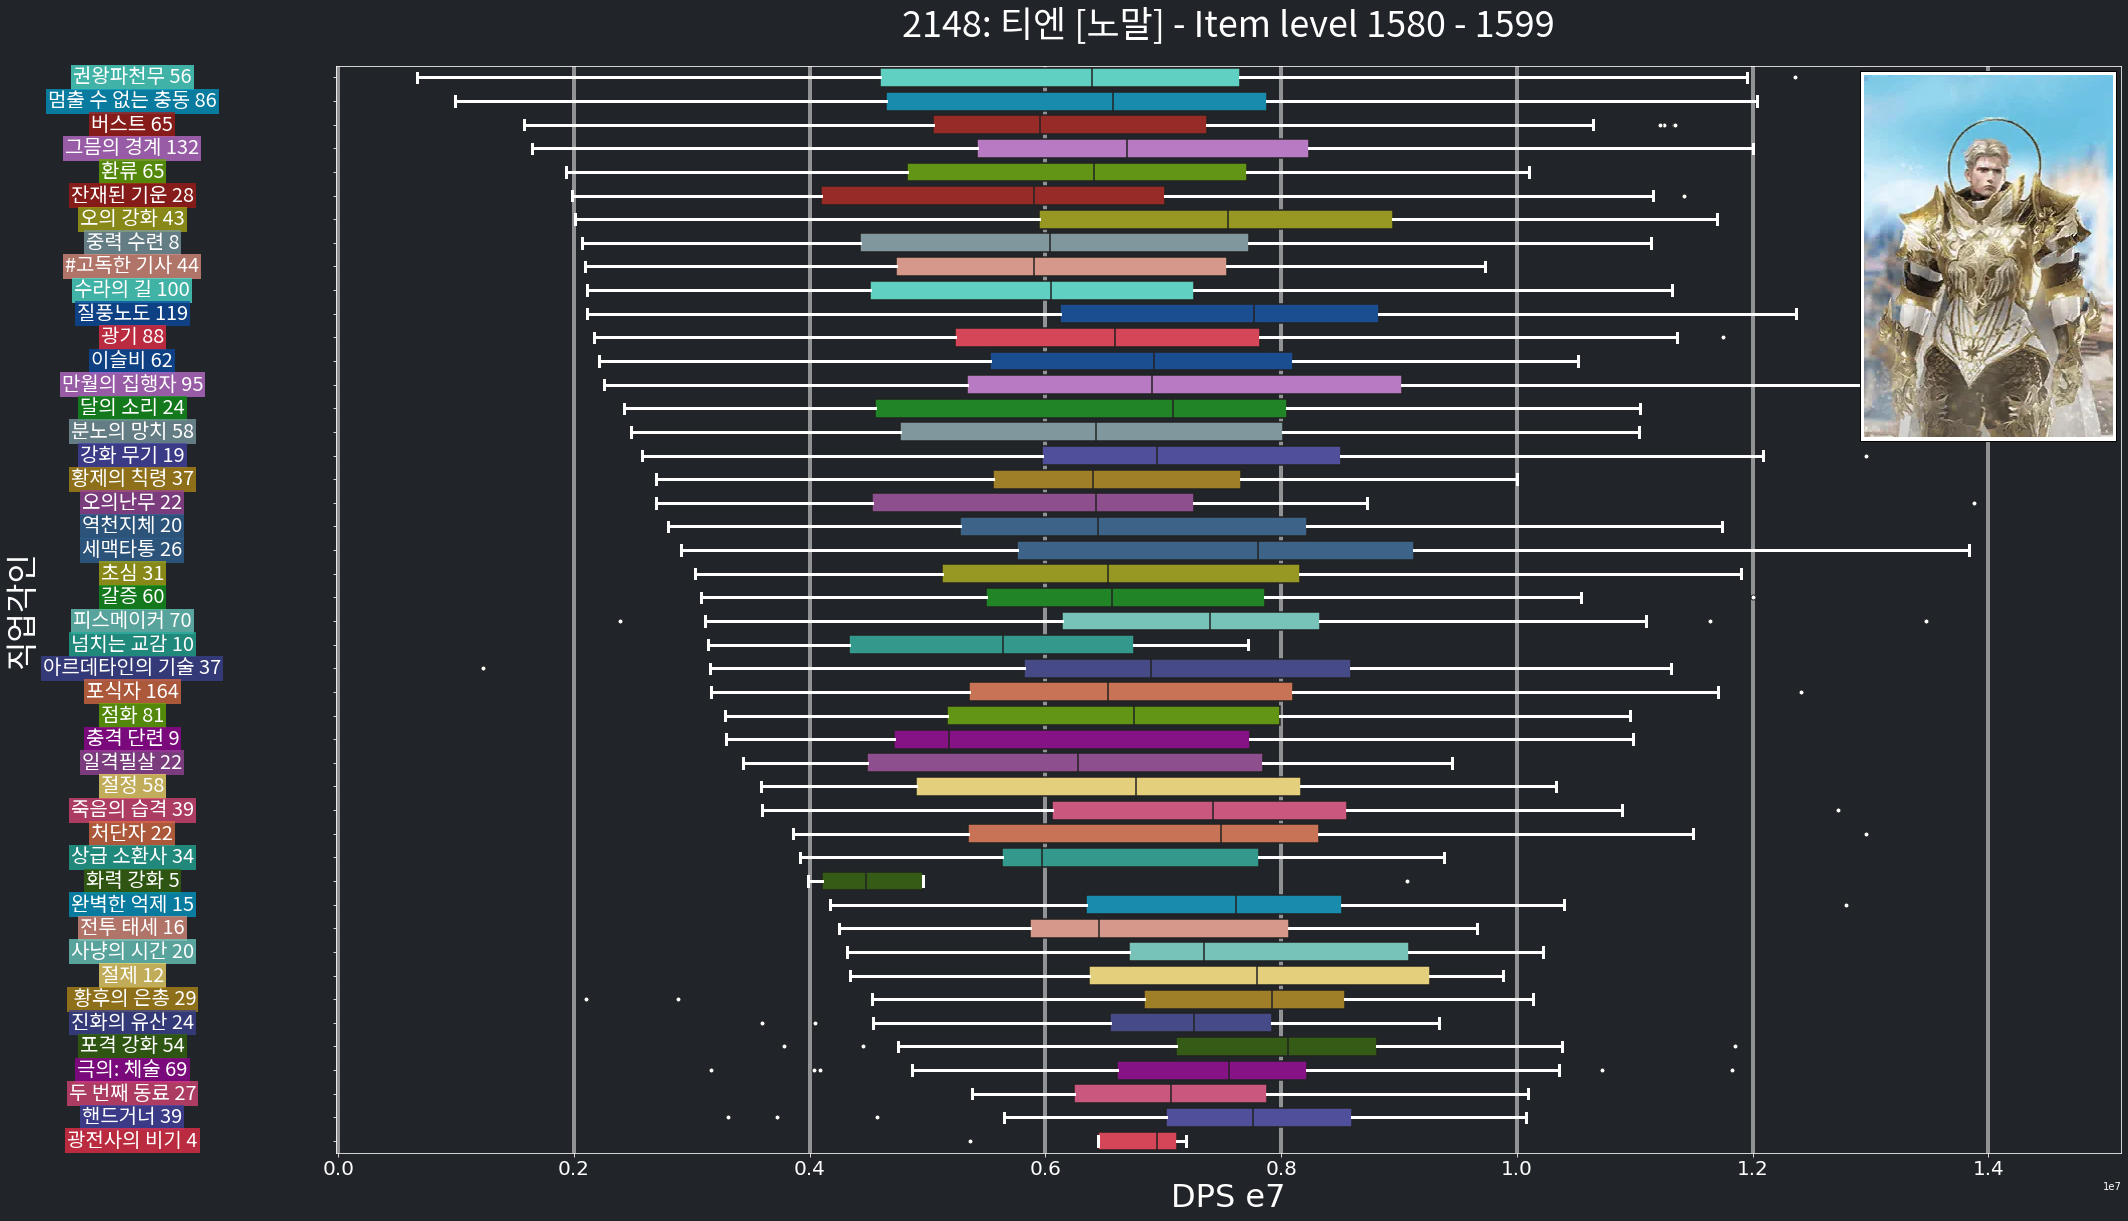 2148: 티엔 [노말] - Item level 1580 - 1599
직업각인
권왕파천무 56
멈출 수 없는 충동 86
버스트 65
그믐의 경계 132
환류 65
잔재된 기운 28
오의 강화 43
중력 수련 8
#고독한 기사 44
수라의 길 100
질풍노도 119
광기 88
이슬비 62
만월의 집행자 95
달의 소리 24
분노의 망치 58
강화 무기 19
황제의 칙령 37
오의난무 22
역천지체 20
세맥타통 26
초심 31
갈증 60
피스메이커 70
넘치는 교감 10
아르데타인의 기술 37
포식자 164
점화 81
충격 단련 9
일격필살 22
절정 58
죽음의 습격 39
처단자 22
상급 소환사 34
화력 강화 5
완벽한 억제 15
전투 태세 16
사냥의 시간 20
절제 12
황후의 은총 29
진화의 유산 24
포격 강화 54
극의: 체술 69
두 번째 동료 27
핸드거너 39
광전사의 비기 4
0.0 0.2 0.4 0.6 0.8 1.0 1.2 1.4
1e7
DPS e7